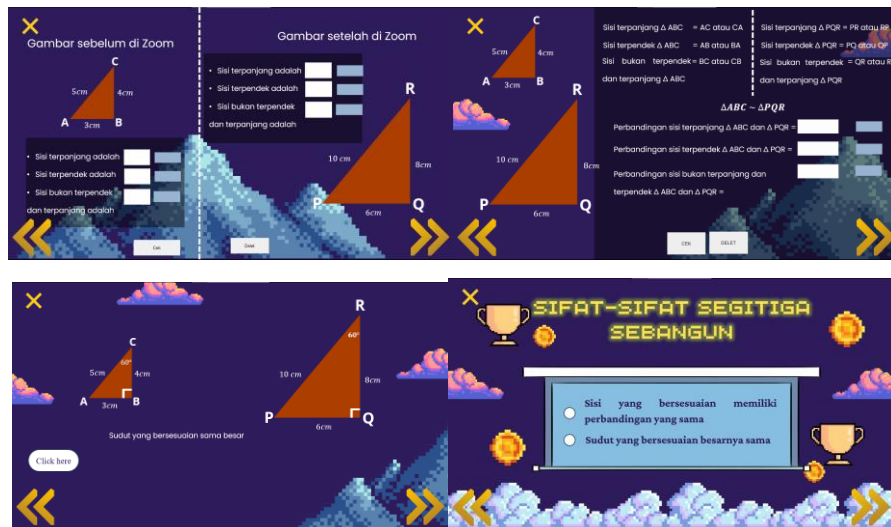 Gambar sebelum di Zoom
C
5cm
4cm
A
3cm
B
• Sisi terpanjang adalah
• Sisi terpendek adalah
• Sisi bukan terpendek
dan terpanjang adalah
Cek
Gambar setelah di Zoom
• Sisi terpanjang adalah
• Sisi terpendek adalah
• Sisi bukan terpendek
dan terpanjang adalah
R
10 cm
8cm
P
6cm
Q
C
5cm
4cm
A
3cm
B
R
10 cm
8cm
P
6cm
Q
Sisi terpanjang Δ ABC = AC atau CA
Sisi terpendek Δ ABC = AB atau BA
Sisi bukan terpendek = BC atau CB
dan terpanjang Δ ABC
Sisi terpanjang Δ PQR = PR atau RP
Sisi terpendek Δ PQR = PQ atau QP
Sisi bukan terpendek = QR atau R
dan terpanjang Δ PQR
ΔABC ~ ΔPQR
Perbandingan sisi terpanjang Δ ABC dan Δ PQR =
Perbandingan sisi terpendek Δ ABC dan Δ PQR =
Perbandingan sisi bukan terpanjang dan
terpendek Δ ABC dan Δ PQR =
CEK
DELET
C
60°
5cm
4cm
A
3cm
B
R
60°
10 cm
8cm
P
6cm
Q
Sudut yang bersesuaian sama besar
Click here
SIFAT-SIFAT SEGITIGA
SEBANGUN
Sisi yang bersesuaian memiliki
perbandingan yang sama
Sudut yang bersesuaian besarnya sama